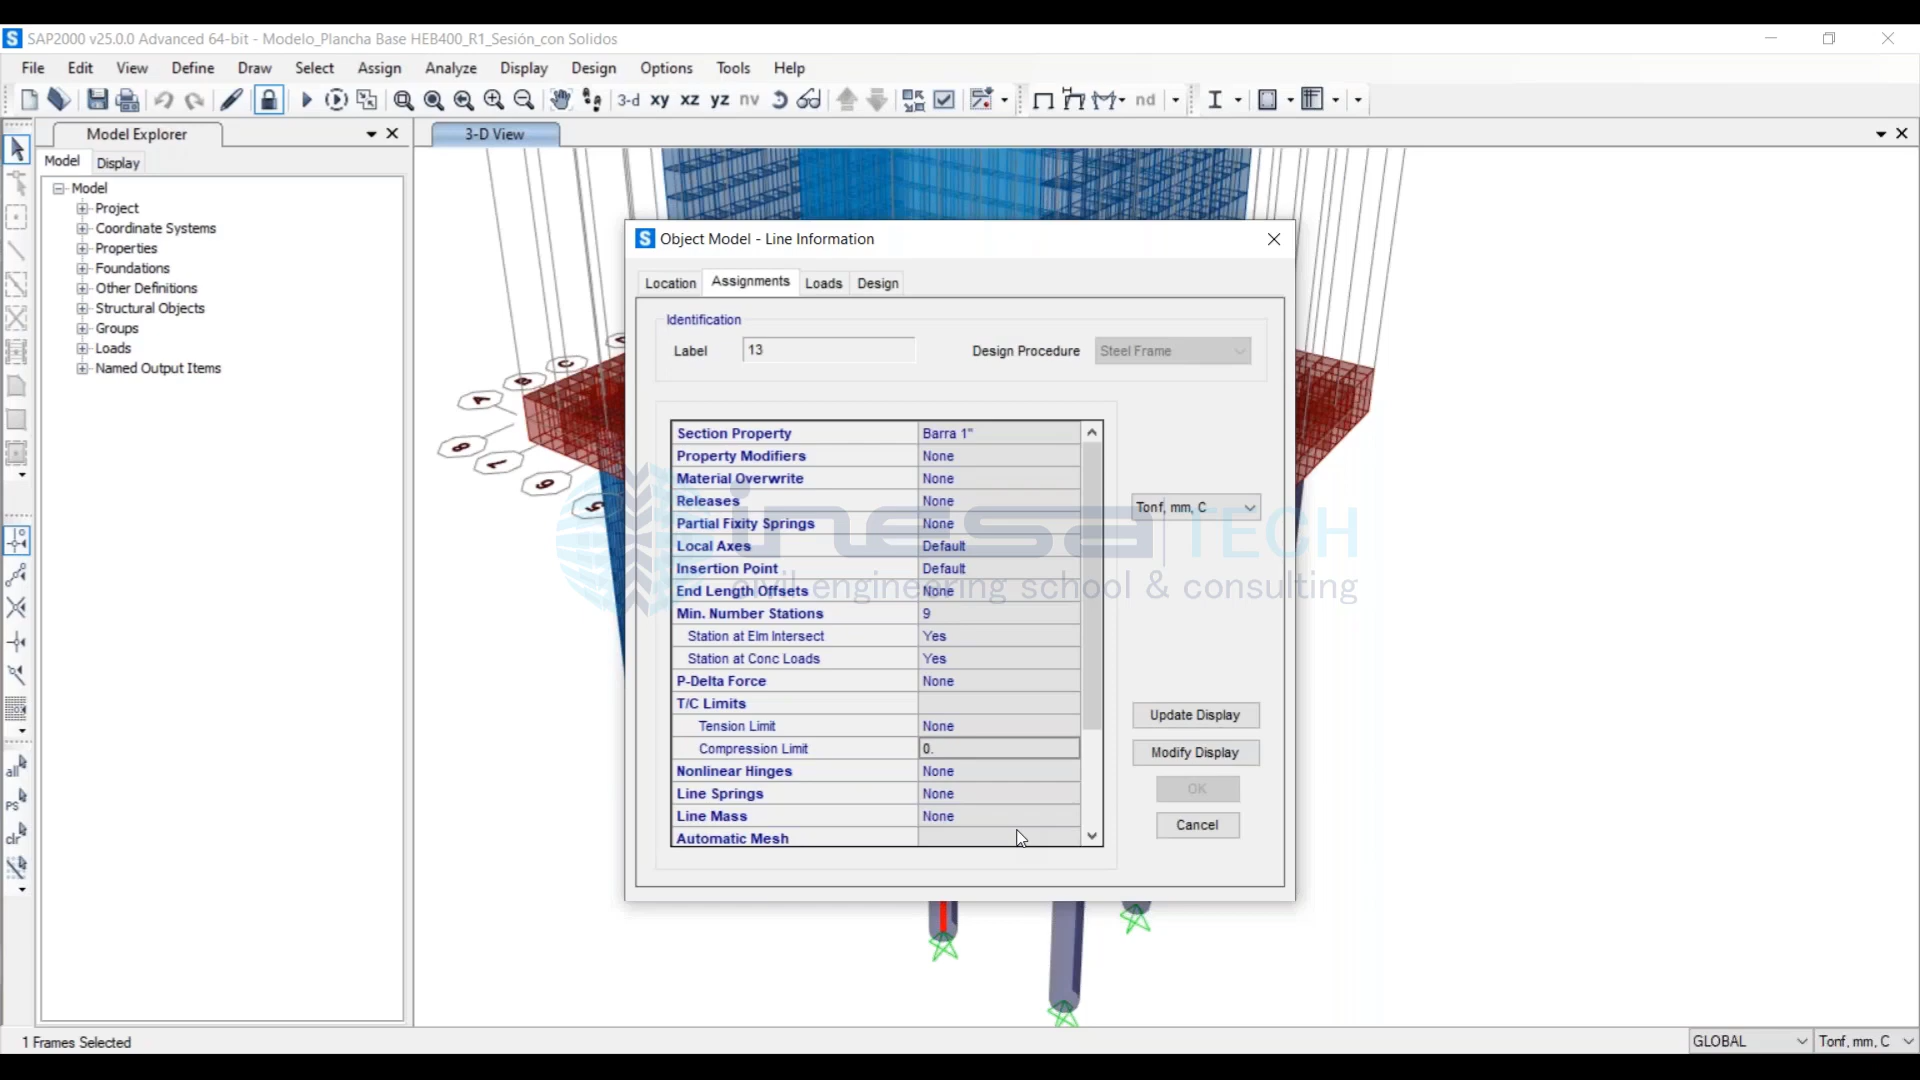 SAP2000 v25.0.0 Advanced 64-bit - Modelo_Plancha Base HEB400_R1_Sesión_con Solidos
File Edit View Define Draw Select Assign Analyze Display Design Options Tools Help
3-d xy xz yz nv nd
Model Explorer
3-D View
Model Display
Model
Project
Coordinate Systems
Properties
Foundations
Other Definitions
Structural Objects
Groups
Loads
Named Output Items
all
PS
clr
Object Model - Line Information
Location Assignments Loads Design
Identification
Label 13 Design Procedure Steel Frame
Section Property Barra 1"
Property Modifiers None
Material Overwrite None
Releases None
Partial Fixity Springs None
Local Axes Default
Insertion Point Default
End Length Offsets None
Min. Number Stations 9
Station at Elm Intersect Yes
Station at Conc Loads Yes
P-Delta Force None
T/C Limits
Tension Limit None
Compression Limit 0.
Nonlinear Hinges None
Line Springs None
Line Mass None
Automatic Mesh
Tonf, mm, C
Update Display
Modify Display
OK
Cancel
inesa TECH
civil engineering school & consulting
1 Frames Selected
GLOBAL Tonf, mm, C